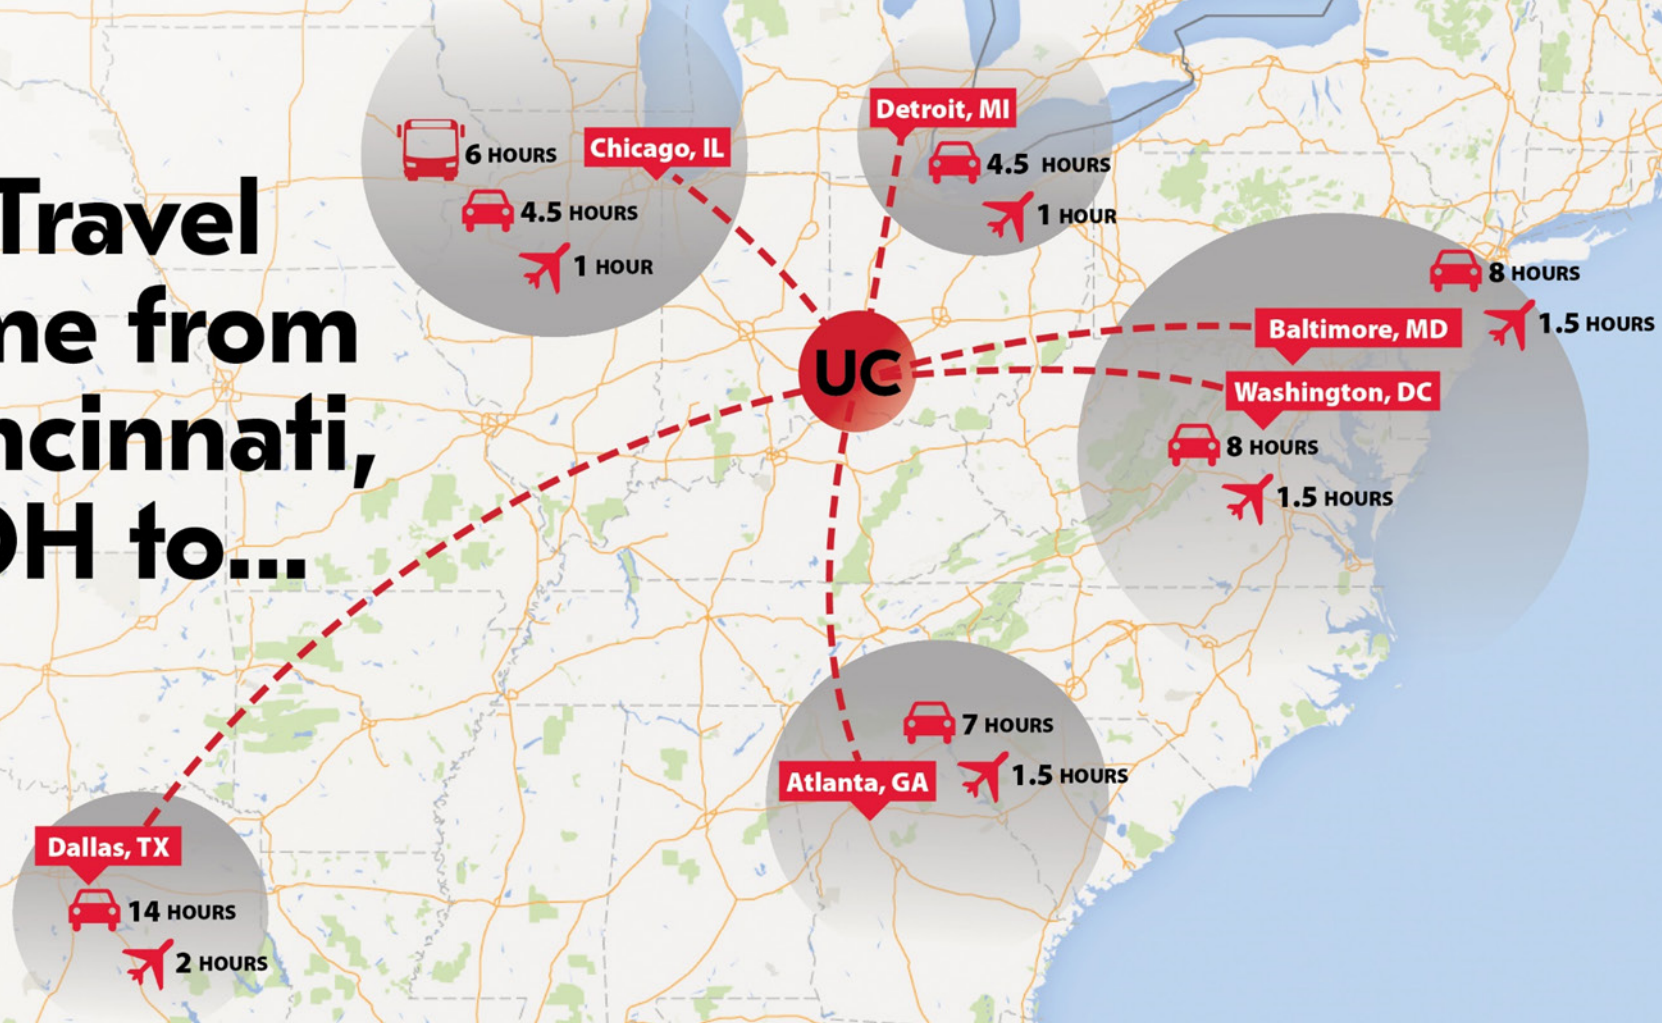 Travel
me from
ncinnati,
OH to...
6 HOURS
Chicago, IL
4.5 HOURS
1 HOUR
Detroit, MI
4.5 HOURS
1 HOUR
8 HOURS
1.5 HOURS
Baltimore, MD
Washington, DC
8 HOURS
1.5 HOURS
UC
7 HOURS
1.5 HOURS
Atlanta, GA
Dallas, TX
14 HOURS
2 HOURS